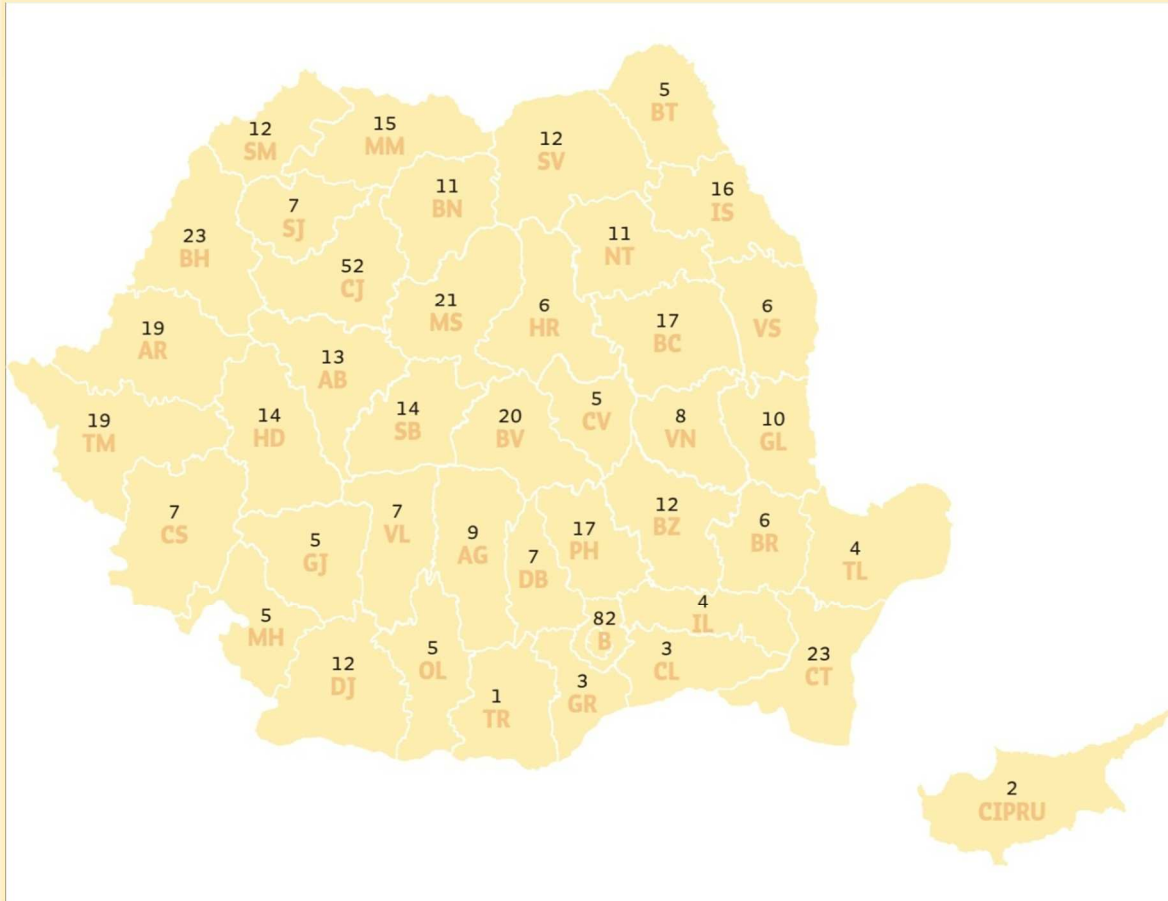 5
BT
12
SM
15
MM
12
SV
11
BN
16
IS
7
SJ
11
NT
23
BH
52
CJ
21
MS
6
HR
17
BC
6
VS
19
AR
13
AB
14
SB
20
BV
5
CV
8
VN
10
GL
19
TM
14
HD
7
CS
5
GJ
7
VL
9
AG
7
DB
17
PH
12
BZ
6
BR
4
TL
5
MH
12
DJ
5
OL
1
TR
3
GR
82
B
4
IL
3
CL
23
CT
2
CIPRU